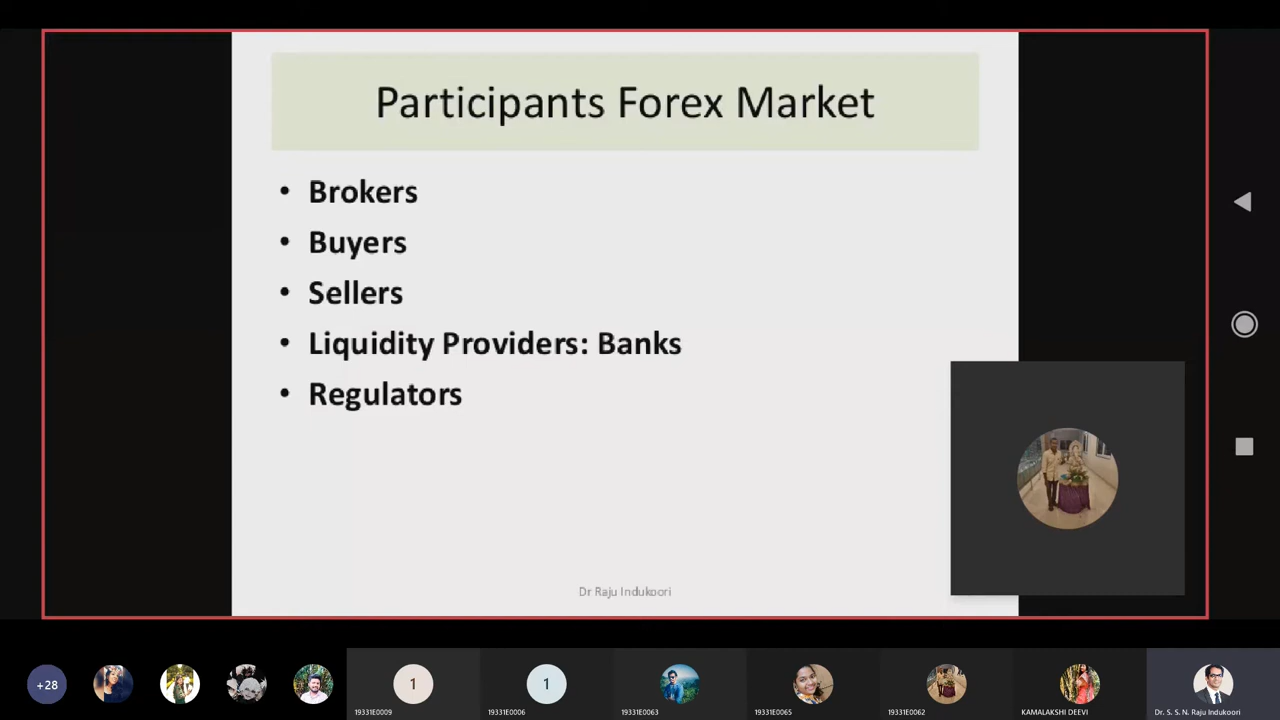 Participants Forex Market
• Brokers
• Buyers
• Sellers
• Liquidity Providers: Banks
• Regulators
Dr Raju Indukoori
+28
1
1
19331E0009
19331E0006
19331E0063
19331E0065
19331E0062
KAMALAKSHI DEEVI
Dr. S. S. N. Raju Indukoori